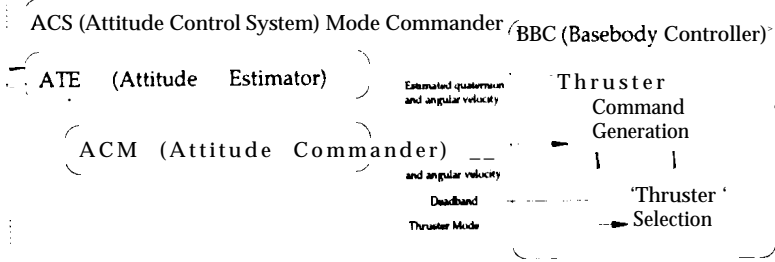 ACS (Attitude Control System) Mode Commander
BBC (Basebody Controller)
ATE (Attitude Estimator)
Estimated quaternion
and angular velocity
Thruster
Command
Generation
ACM (Attitude Commander)
and angular velocity
Deadband
Thruster Mode
'Thruster '
Selection